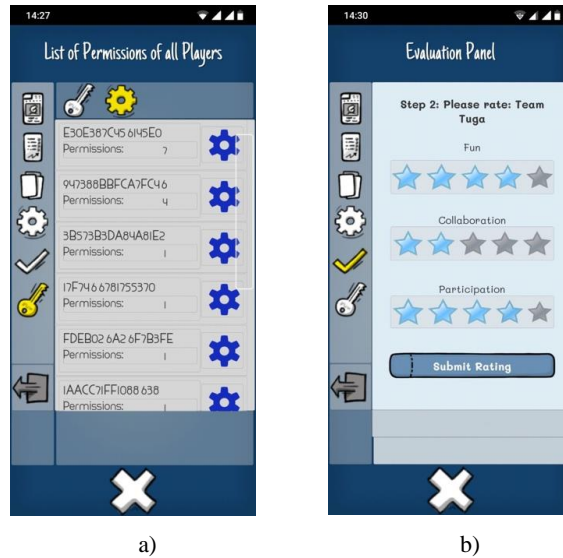 14:27
List of Permissions of all Players
E30E387C45 6145E0
Permissions: 7
947388BBFCA7FC46
Permissions: 4
3B573B3DA84A81E2
Permissions: 1
17F746 6781755370
Permissions: 1
FDEB02 6A2 6F7B3FE
Permissions: 1
1AACC71FF1088 638
Permissions: 1
a)
14:30
Evaluation Panel
Step 2: Please rate: Team
Tuga
Fun
Collaboration
Participation
Submit Rating
b)